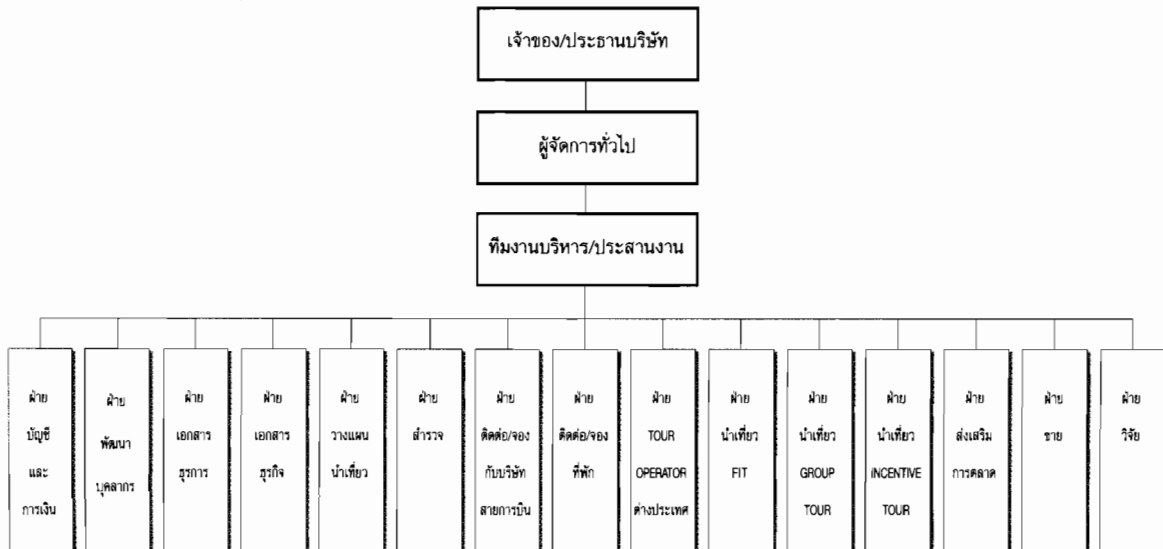 เจ้าของ/ประธานบริษัท
ผู้จัดการทั่วไป
ทีมงานบริหาร/ประสานงาน
ฝ่าย
บัญชี
และ
การเงิน
ฝ่าย
พัฒนา
บุคลากร
ฝ่าย
เอกสาร
ธุรการ
ฝ่าย
เอกสาร
ธุรกิจ
ฝ่าย
วางแผน
นำเที่ยว
ฝ่าย
สำรวจ
ฝ่าย
ติดต่อ/จอง
กับบริษัท
สายการบิน
ฝ่าย
ติดต่อ/จอง
ที่พัก
ฝ่าย
TOUR
OPERATOR
ต่างประเทศ
ฝ่าย
นำเที่ยว
FIT
ฝ่าย
นำเที่ยว
GROUP
TOUR
ฝ่าย
นำเที่ยว
INCENTIVE
TOUR
ฝ่าย
ส่งเสริม
การตลาด
ฝ่าย
ขาย
ฝ่าย
วิจัย